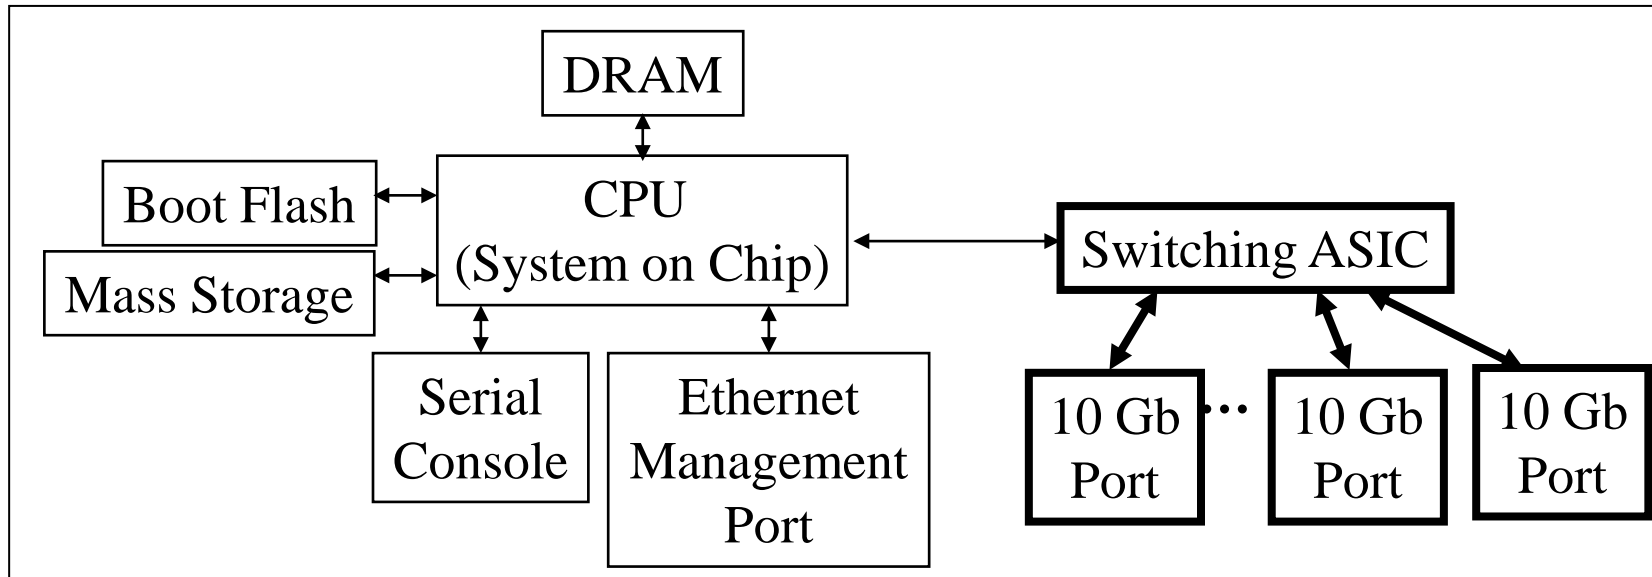 DRAM
Boot Flash
CPU
(System on Chip)
Switching ASIC
Mass Storage
Serial
Console
Ethernet
Management
Port
10 Gb
Port
...
10 Gb
Port
10 Gb
Port